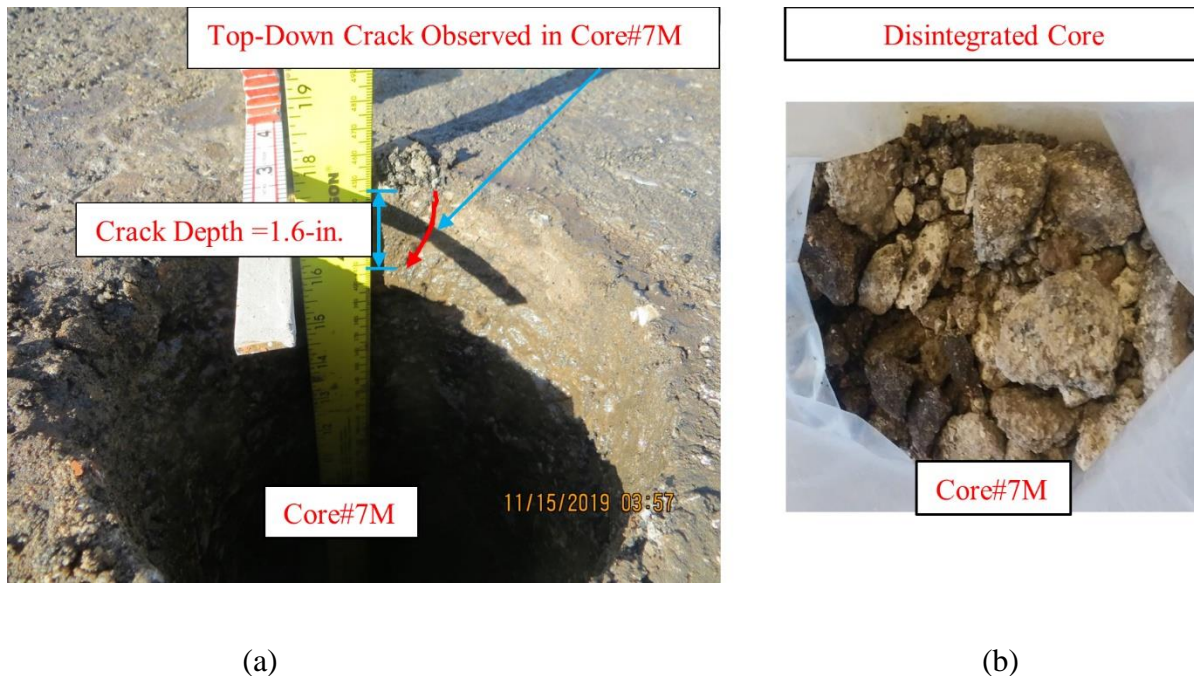 Top-Down Crack Observed in Core#7M
Crack Depth =1.6-in.
Core#7M
11/15/2019 03:57
(a)
Disintegrated Core
Core#7M
(b)